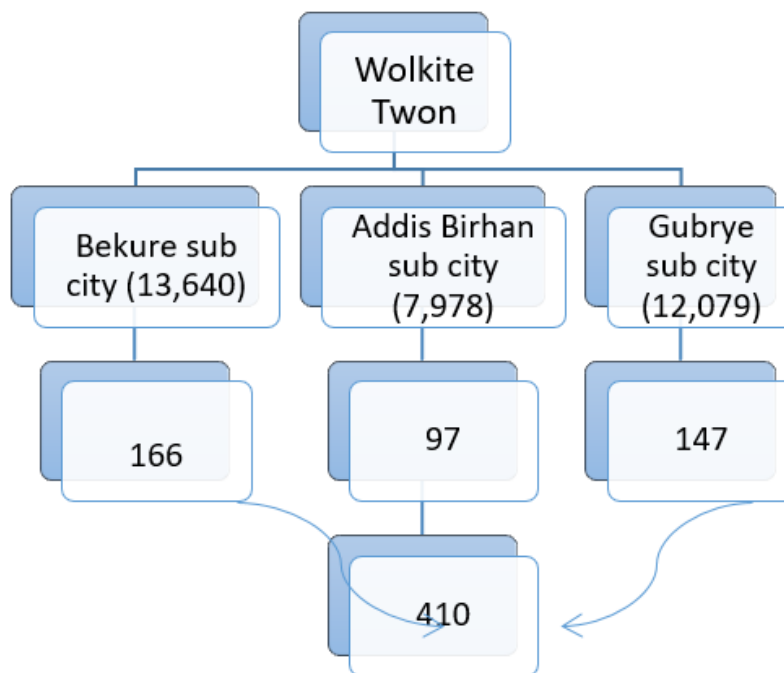 Wolkite
Twon
Bekure sub
city (13,640)
Addis Birhan
sub city
(7,978)
Gubrye
sub city
(12,079)
166
97
147
410